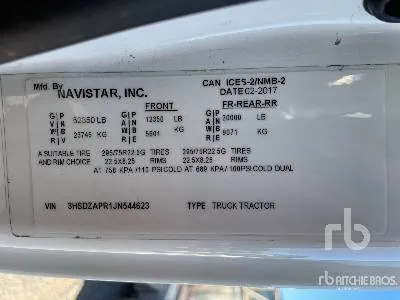 Mfd. By NAVISTAR, INC.
CAN ICES-2/NMB-2
DATE 02-2017
FRONT
FR-REAR-RR
G P V N W B R E 52350 LB 23746 KG
G P A N W B R E 12350 LB 5601 KG
G P A N W B R E 20000 LB 9071 KG
A SUITABLE TIRE 295/75R22.5G TIRES 295/75R22.5G TIRES
AND RIM CHOICE 22.5X8.25 RIMS 22.5X8.25 RIMS
AT 758 KPA/110 PSI COLD AT 689 KPA/100PSI COLD DUAL
VIN 3HSDZAPR1JN544623 TYPE TRUCK TRACTOR
rb
rb RITCHIE BROS.